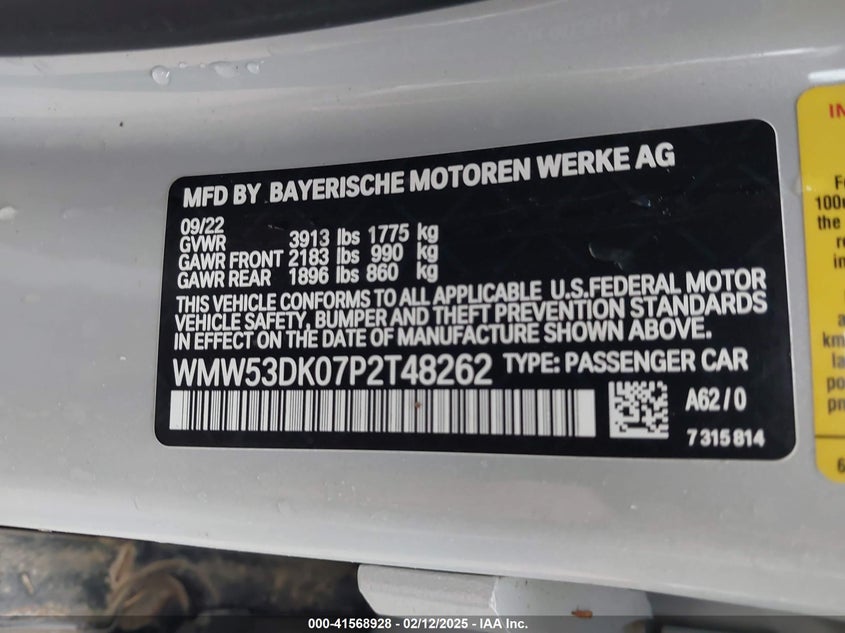 MFD BY BAYERISCHE MOTOREN WERKE AG
09/22
GVWR 3913 lbs 1775 kg
GAWR FRONT 2183 lbs 990 kg
GAWR REAR 1896 lbs 860 kg
THIS VEHICLE CONFORMS TO ALL APPLICABLE U.S.FEDERAL MOTOR
VEHICLE SAFETY, BUMPER AND THEFT PREVENTION STANDARDS
IN EFFECT ON THE DATE OF MANUFACTURE SHOWN ABOVE.
WMW53DK07P2T48262 TYPE: PASSENGER CAR
A62/0
7 315 814
000-41568928 - 02/12/2025 - IAA Inc.